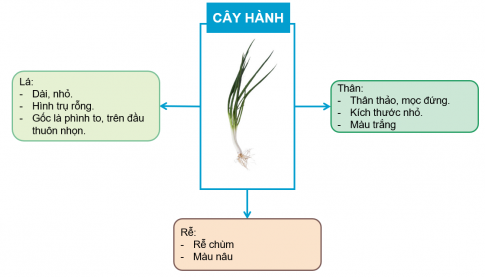 CÂY HÀNH
Lá:
- Dài, nhỏ.
- Hình trụ rỗng.
- Gốc là phình to, trên đầu
thuôn nhọn.
Thân:
- Thân thảo, mọc đứng.
- Kích thước nhỏ.
- Màu trắng
Rễ:
- Rễ chùm
- Màu nâu